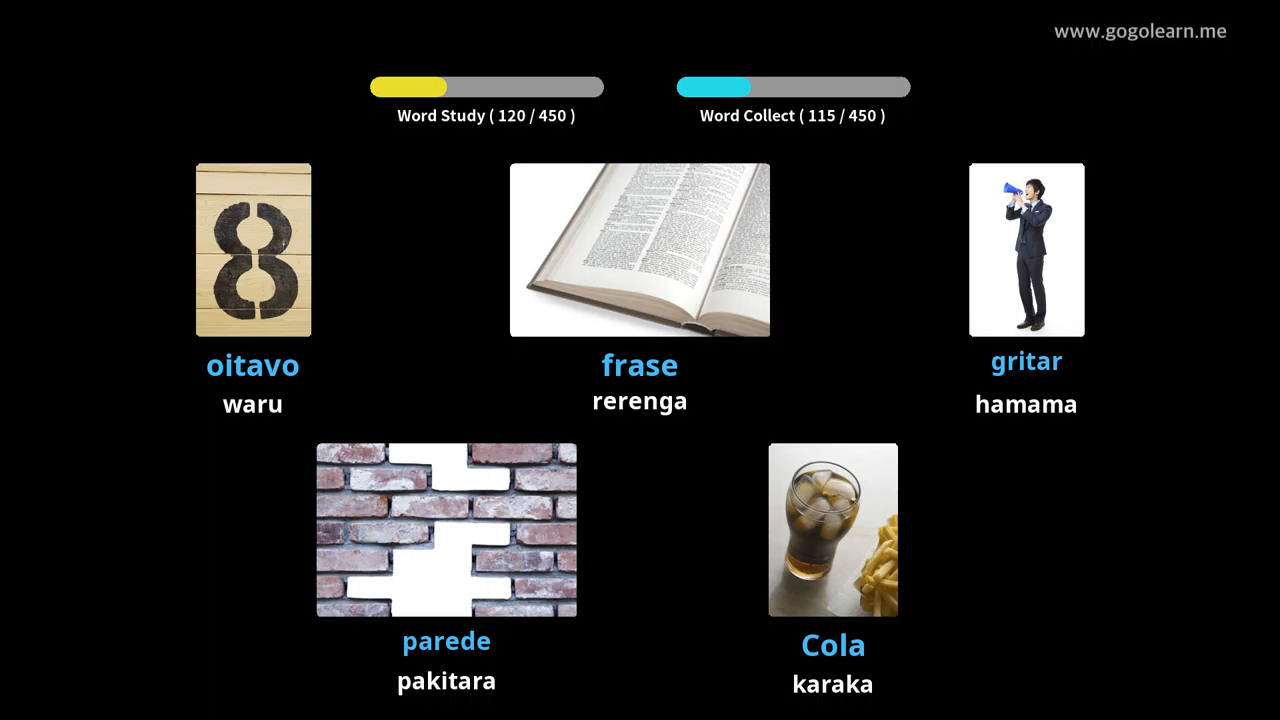 www.gogolearn.me
Word Study ( 120 / 450 )
Word Collect ( 115 / 450 )
8
oitavo
waru
frase
rerenga
gritar
hamama
parede
pakitara
Cola
karaka